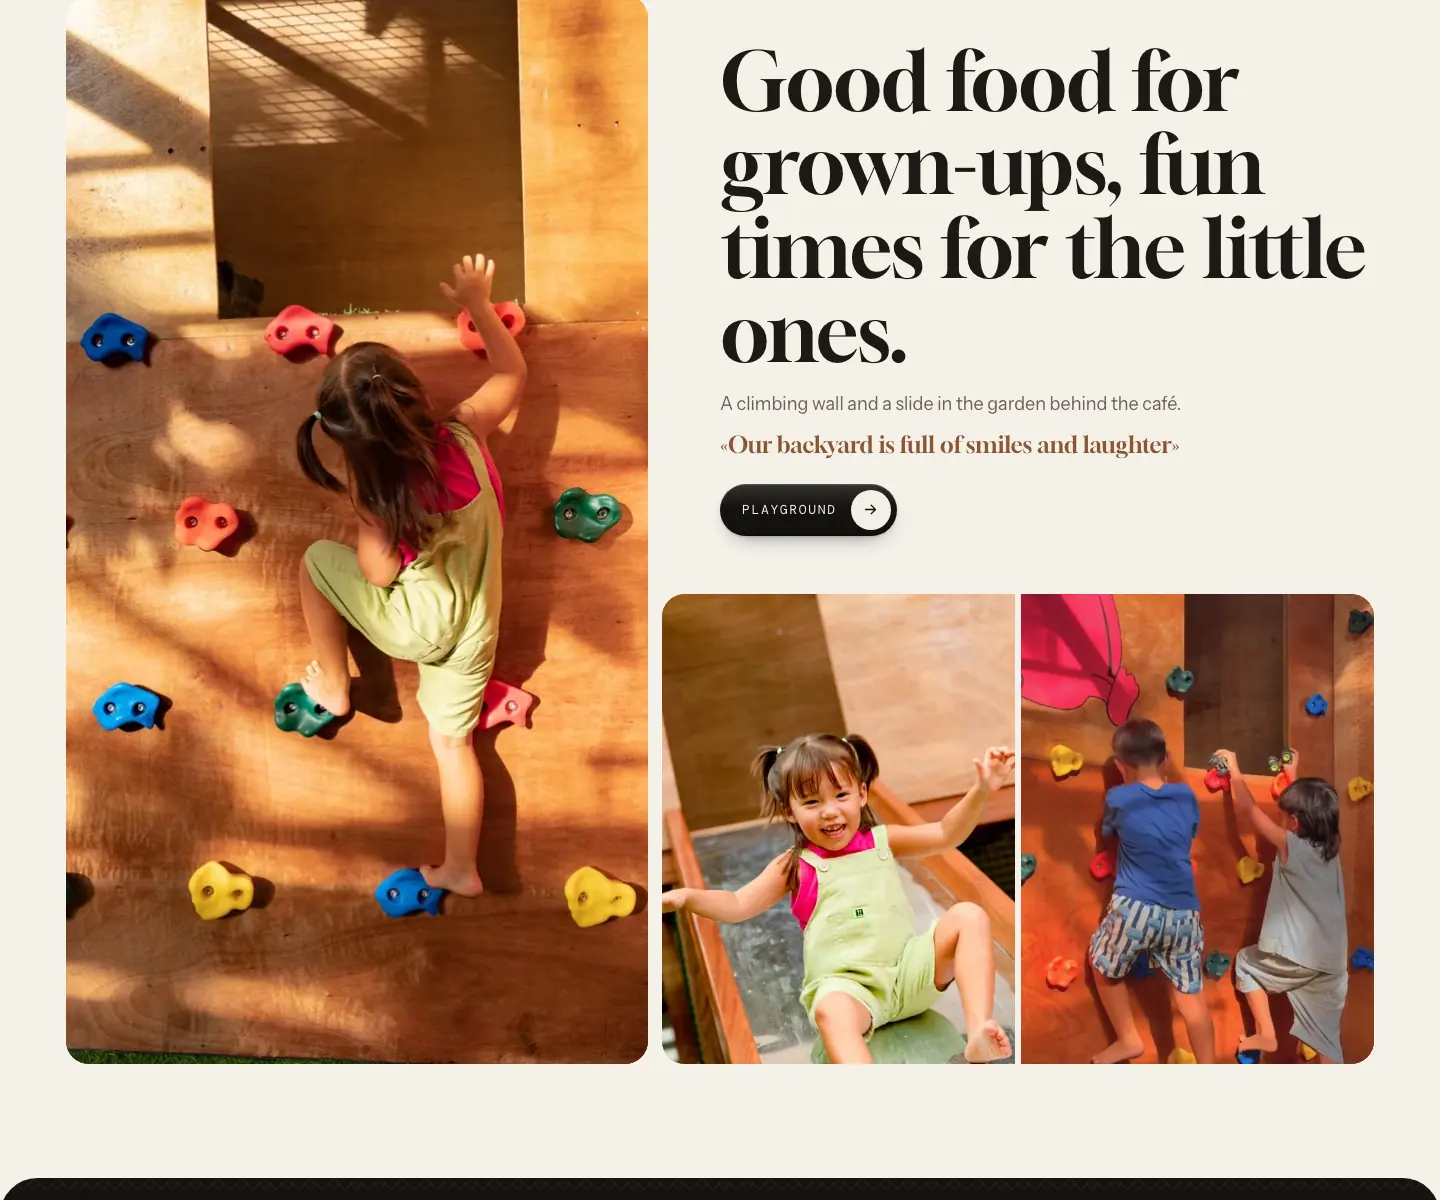 Good food for
grown-ups, fun
times for the little
ones.
A climbing wall and a slide in the garden behind the café.
«Our backyard is full of smiles and laughter»
PLAYGROUND